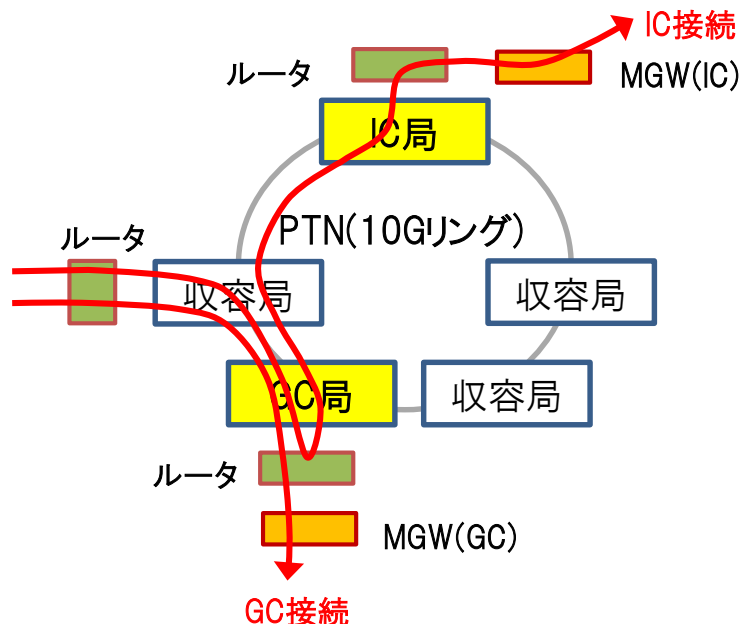 IC接続
ルータ
MGW(IC)
IC局
PTN(10Gリング)
ルータ
収容局
収容局
GC局
収容局
ルータ
MGW(GC)
GC接続